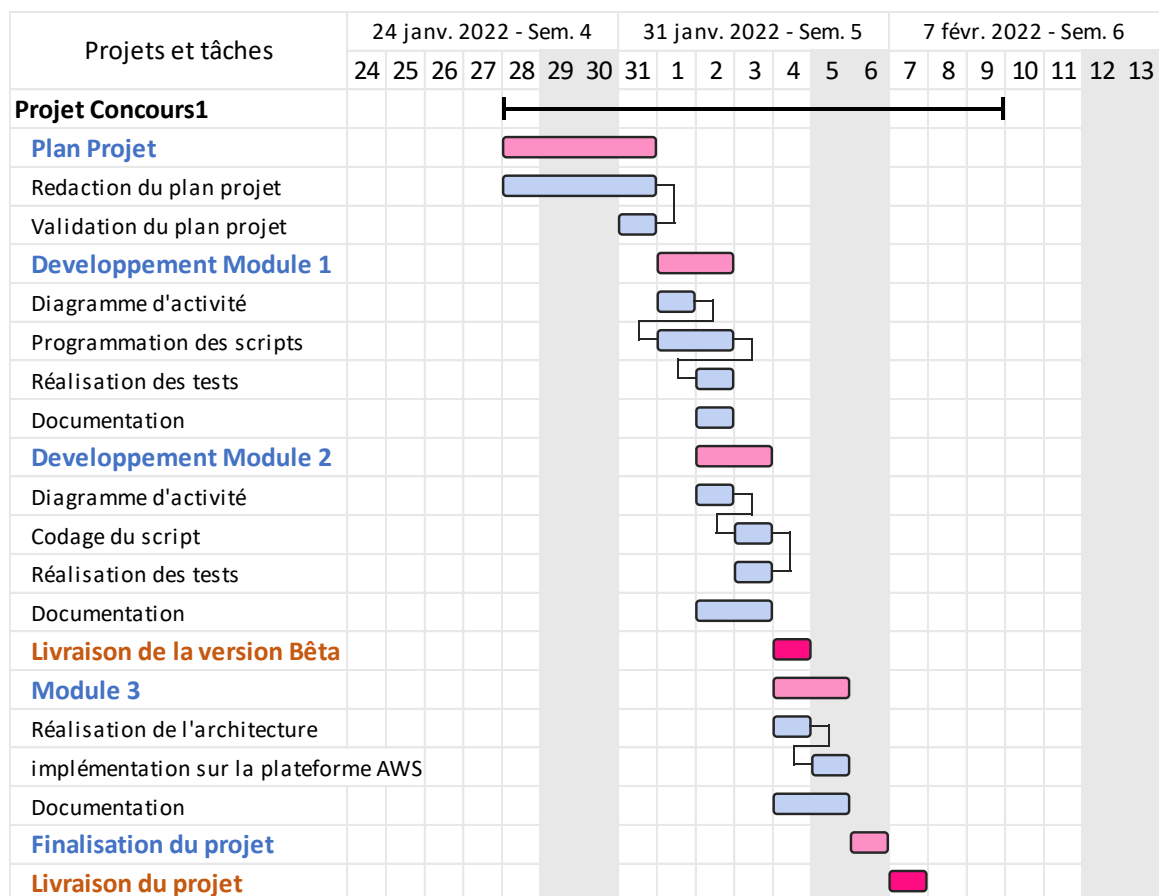 Projets et tâches
24 janv. 2022 - Sem. 4 31 janv. 2022 - Sem. 5 7 févr. 2022 - Sem. 6
24 25 26 27 28 29 30 31 1 2 3 4 5 6 7 8 9 10 11 12 13
Projet Concours1
Plan Projet
Redaction du plan projet
Validation du plan projet
Developpement Module 1
Diagramme d'activité
Programmation des scripts
Réalisation des tests
Documentation
Developpement Module 2
Diagramme d'activité
Codage du script
Réalisation des tests
Documentation
Livraison de la version Bêta
Module 3
Réalisation de l'architecture
implémentation sur la plateforme AWS
Documentation
Finalisation du projet
Livraison du projet